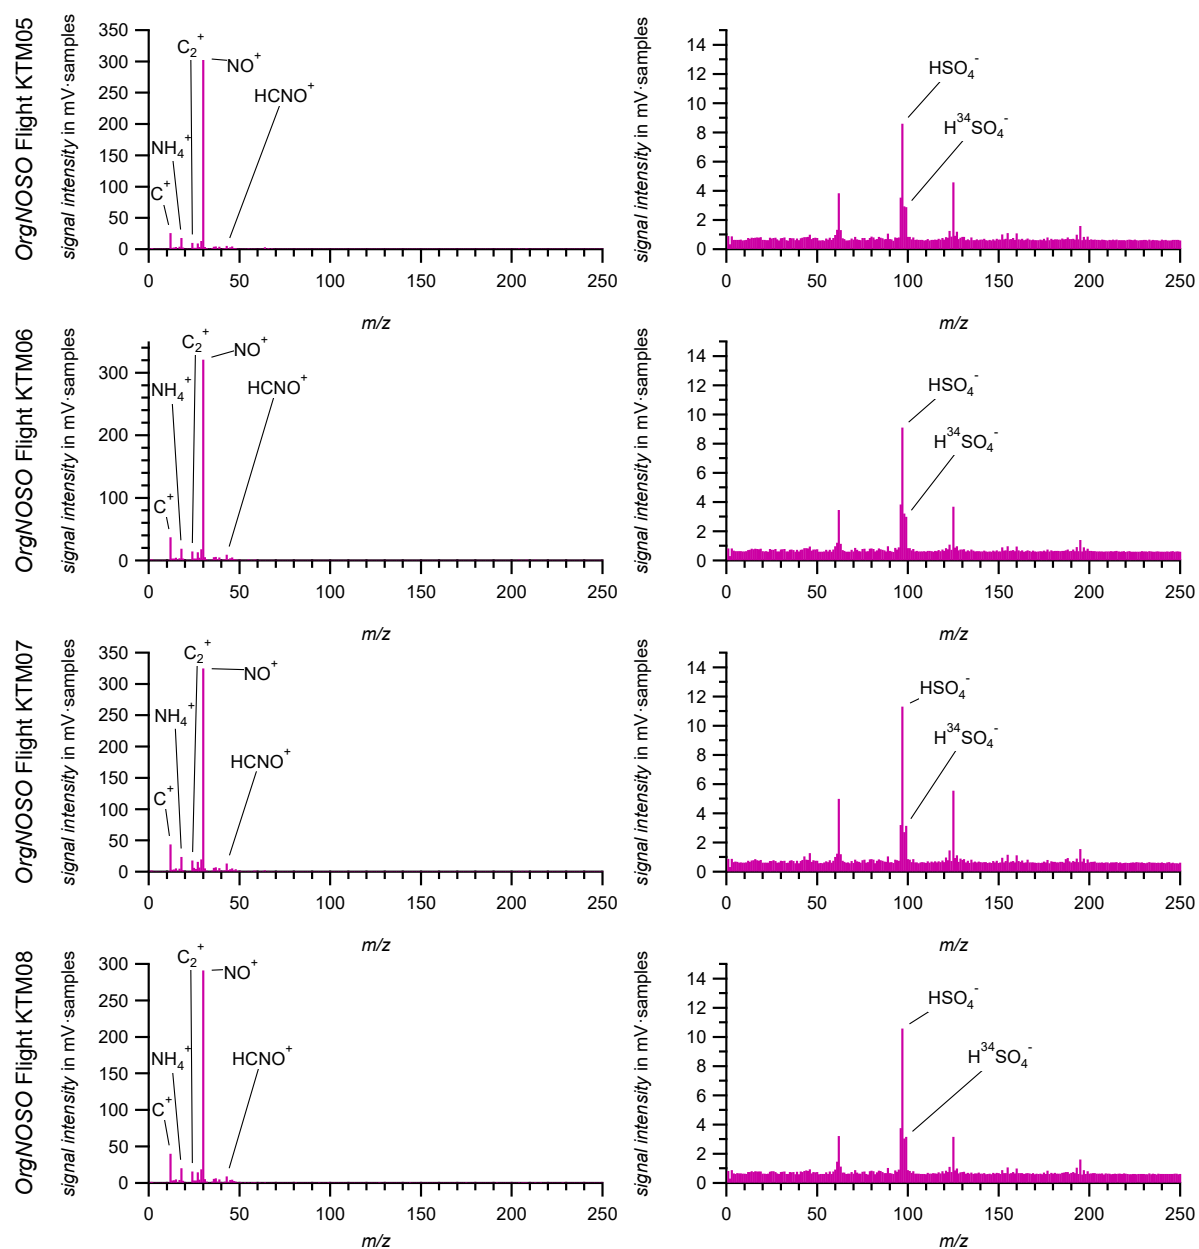 OrgNOSO Flight KTM05
signal intensity in mV·samples
350
300
250
200
150
100
50
0
C₂⁺
NO⁺
HCNO⁺
NH₄⁺
C⁺
0 50 100 150 200 250
m/z
signal intensity in mV·samples
14
12
10
8
6
4
2
0
HSO₄⁻
H³⁴SO₄⁻
0 50 100 150 200 250
m/z
OrgNOSO Flight KTM06
signal intensity in mV·samples
300
200
100
0
C₂⁺
NO⁺
HCNO⁺
NH₄⁺
C⁺
0 50 100 150 200 250
m/z
signal intensity in mV·samples
14
12
10
8
6
4
2
0
HSO₄⁻
H³⁴SO₄⁻
0 50 100 150 200 250
m/z
OrgNOSO Flight KTM07
signal intensity in mV·samples
350
300
250
200
150
100
50
0
C₂⁺
NO⁺
NH₄⁺
HCNO⁺
C⁺
0 50 100 150 200 250
m/z
signal intensity in mV·samples
14
12
10
8
6
4
2
0
HSO₄⁻
H³⁴SO₄⁻
0 50 100 150 200 250
m/z
OrgNOSO Flight KTM08
signal intensity in mV·samples
300
250
200
150
100
50
0
C₂⁺
NO⁺
NH₄⁺
HCNO⁺
C⁺
0 50 100 150 200 250
m/z
signal intensity in mV·samples
14
12
10
8
6
4
2
0
HSO₄⁻
H³⁴SO₄⁻
0 50 100 150 200 250
m/z